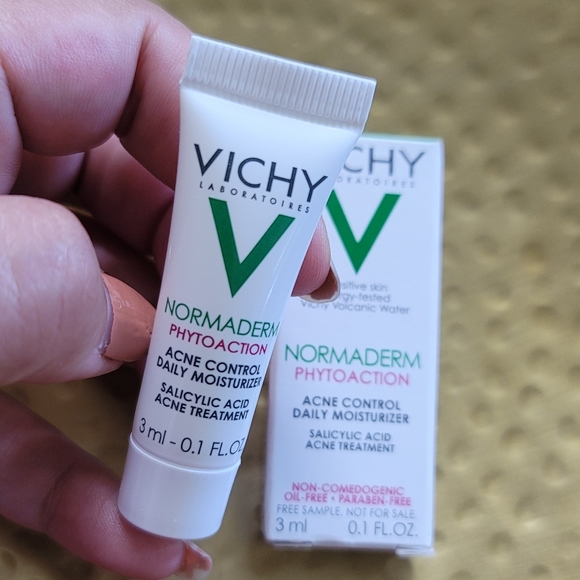 VICHY
LABORATOIRES
V
NORMADERM
PHYTOACTION
ACNE CONTROL
DAILY MOISTURIZER
SALICYLIC ACID
ACNE TREATMENT
3 ml - 0.1 FL.OZ
CHY
V
Vichy Volcanic Water
NORMADERM
PHYTOACTION
ACNE CONTROL
DAILY MOISTURIZER
SALICYLIC ACID
ACNE TREATMENT
NON-COMEDOGENIC
OIL-FREE • PARABEN-FREE
FREE SAMPLE, NOT FOR SALE.
3 ml 0.1 FL.OZ.